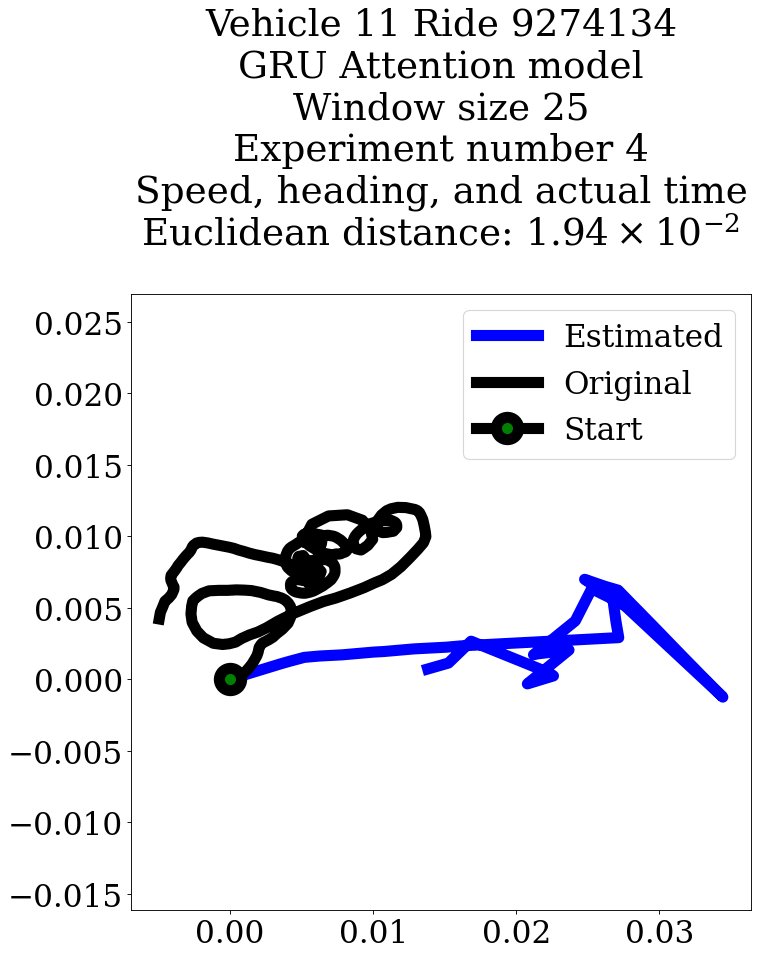 Vehicle 11 Ride 9274134
GRU Attention model
Window size 25
Experiment number 4
Speed, heading, and actual time
Euclidean distance: 1.94 × 10⁻²
Estimated
Original
Start
0.025
0.020
0.015
0.010
0.005
0.000
−0.005
−0.010
−0.015
0.00 0.01 0.02 0.03